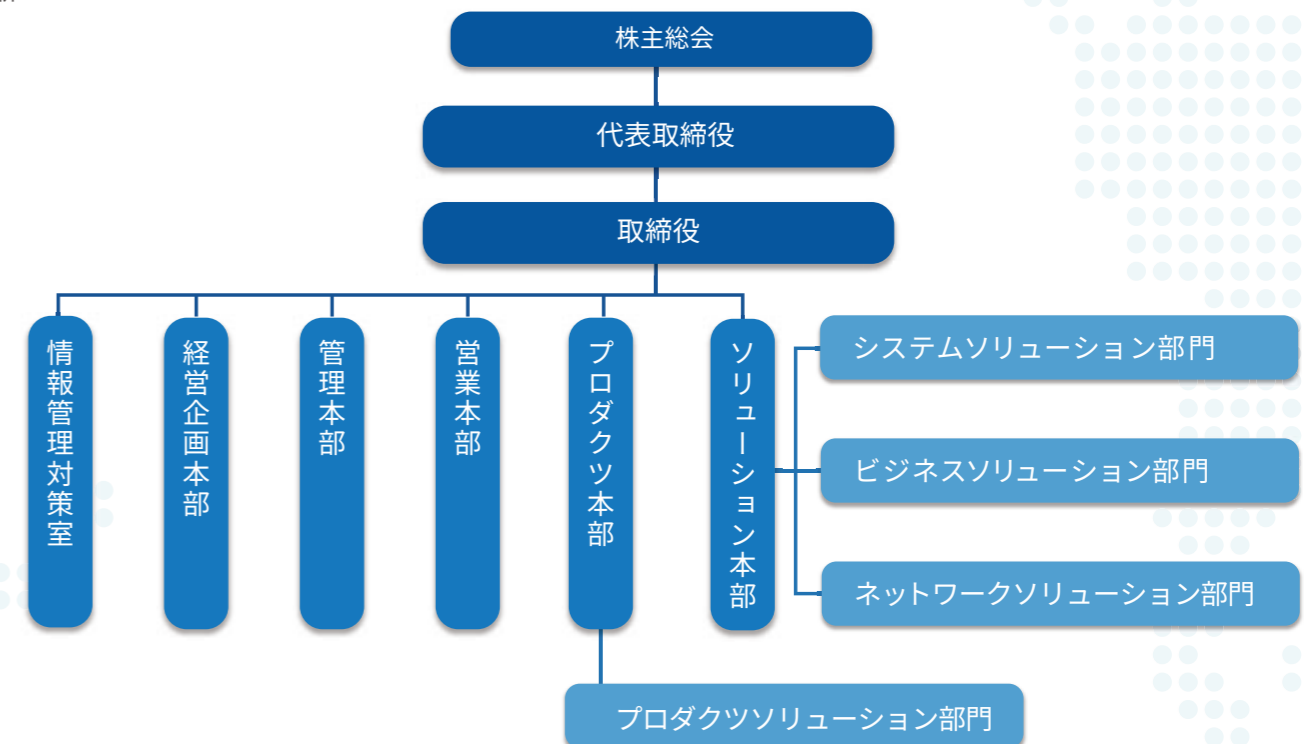 株主総会
代表取締役
取締役
情報管理対策室
経営企画本部
管理本部
営業本部
プロダクツ本部
ソリューション本部
システムソリューション部門
ビジネスソリューション部門
ネットワークソリューション部門
プロダクツソリューション部門